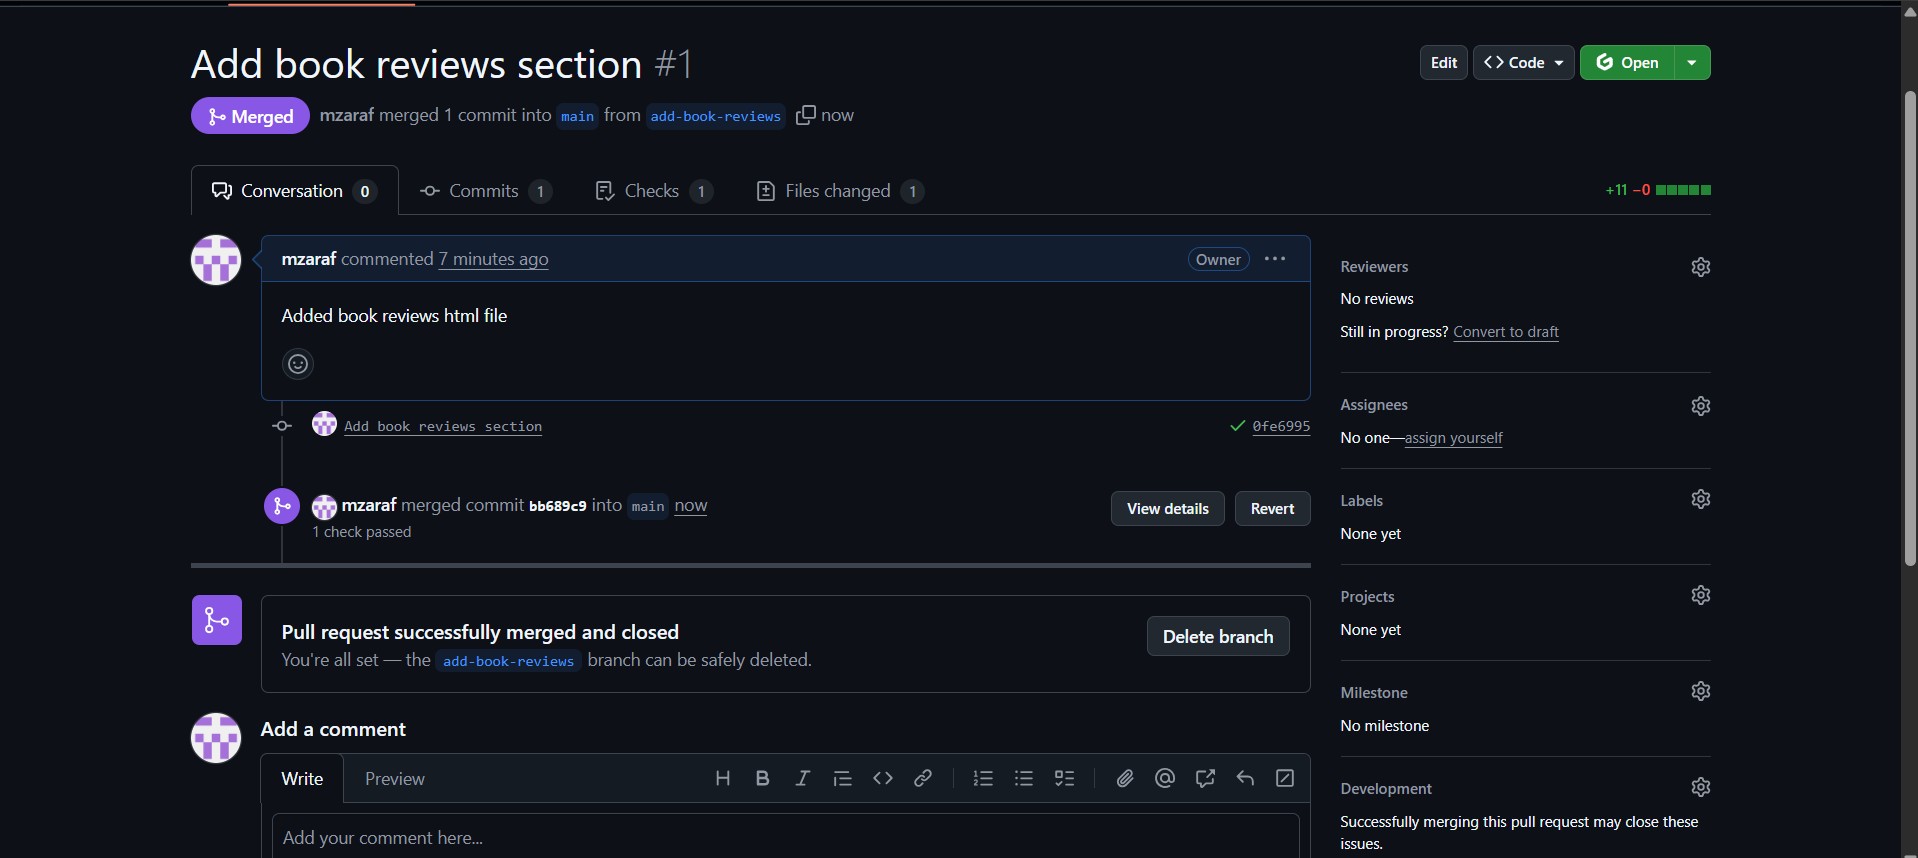 Add book reviews section #1
Edit
Code
Open
Merged
mzaraf merged 1 commit into main from add-book-reviews now
Conversation 0
Commits 1
Checks 1
Files changed 1
+11 −0
mzaraf commented 7 minutes ago
Owner
Added book reviews html file
Add book reviews section
0fe6995
mzaraf merged commit bb689c9 into main now
1 check passed
View details
Revert
Pull request successfully merged and closed
You're all set — the add-book-reviews branch can be safely deleted.
Delete branch
Add a comment
Write
Preview
Add your comment here...
Reviewers
No reviews
Still in progress? Convert to draft
Assignees
No one—assign yourself
Labels
None yet
Projects
None yet
Milestone
No milestone
Development
Successfully merging this pull request may close these
issues.